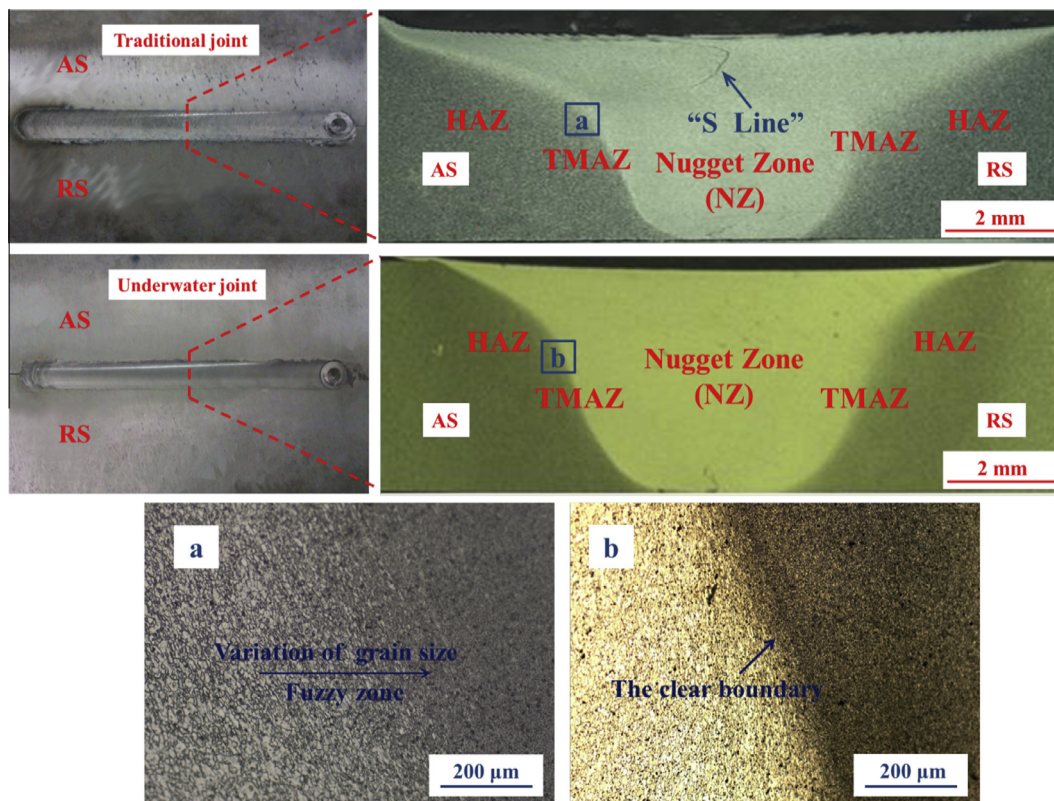 Traditional joint
AS
RS
HAZ
a
TMAZ
AS
“S Line”
Nugget Zone
(NZ)
TMAZ
HAZ
RS
2 mm
Underwater joint
AS
RS
HAZ
b
TMAZ
AS
Nugget Zone
(NZ)
HAZ
TMAZ
RS
2 mm
a
Variation of grain size
Fuzzy zone
200 μm
b
The clear boundary
200 μm